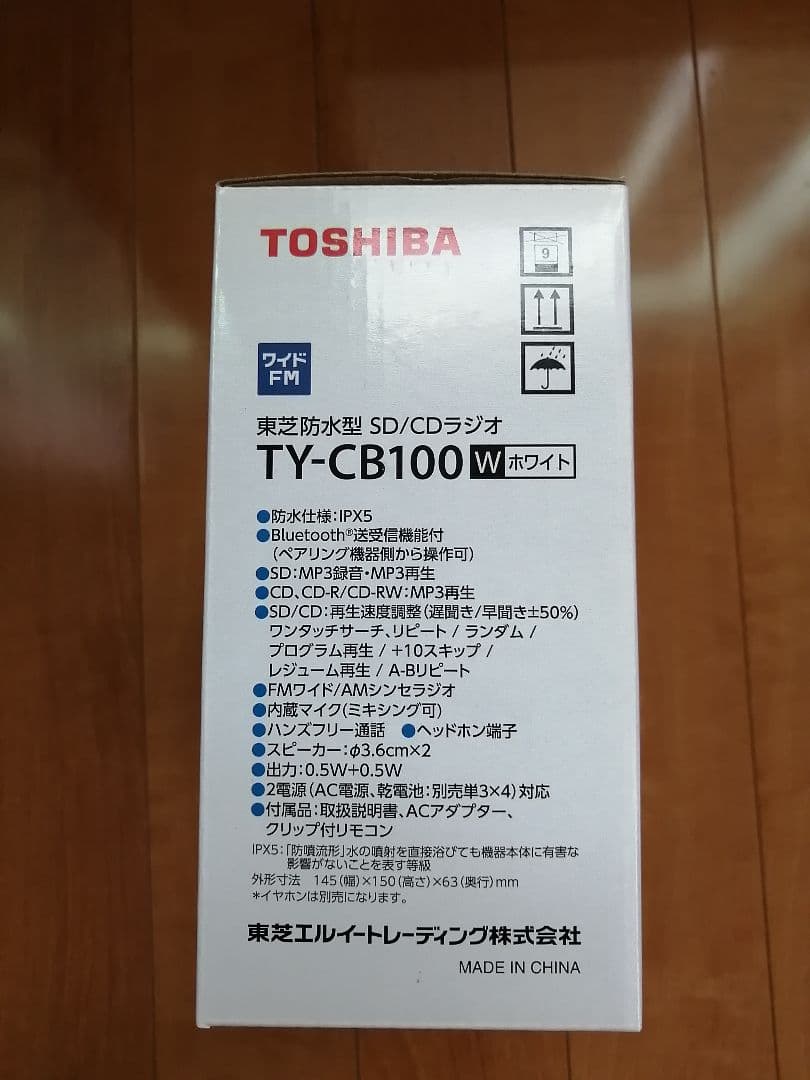 TOSHIBA
9
ワイド
FM
東芝防水型 SD/CDラジオ
TY-CB100 W ホワイト
●防水仕様:IPX5
●Bluetooth®送受信機能付
(ペアリング機器側から操作可)
●SD:MP3録音・MP3再生
●CD、CD-R/CD-RW:MP3再生
●SD/CD:再生速度調整(遅聞き/早聞き±50%)
ワンタッチサーチ、リピート / ランダム /
プログラム再生 / +10スキップ /
レジューム再生 / A-Bリピート
●FMワイド/AMシンセラジオ
●内蔵マイク(ミキシング可)
●ハンズフリー通話 ●ヘッドホン端子
●スピーカー:φ3.6cm×2
●出力:0.5W+0.5W
●2電源(AC電源、乾電池:別売単3×4)対応
●付属品:取扱説明書、ACアダプター、
クリップ付リモコン
IPX5:「防噴流形」水の噴射を直接浴びても機器本体に有害な
影響がないことを表す等級
外形寸法 145(幅)×150(高さ)×63(奥行)mm
*イヤホンは別売になります。
東芝エルイートレーディング株式会社
MADE IN CHINA